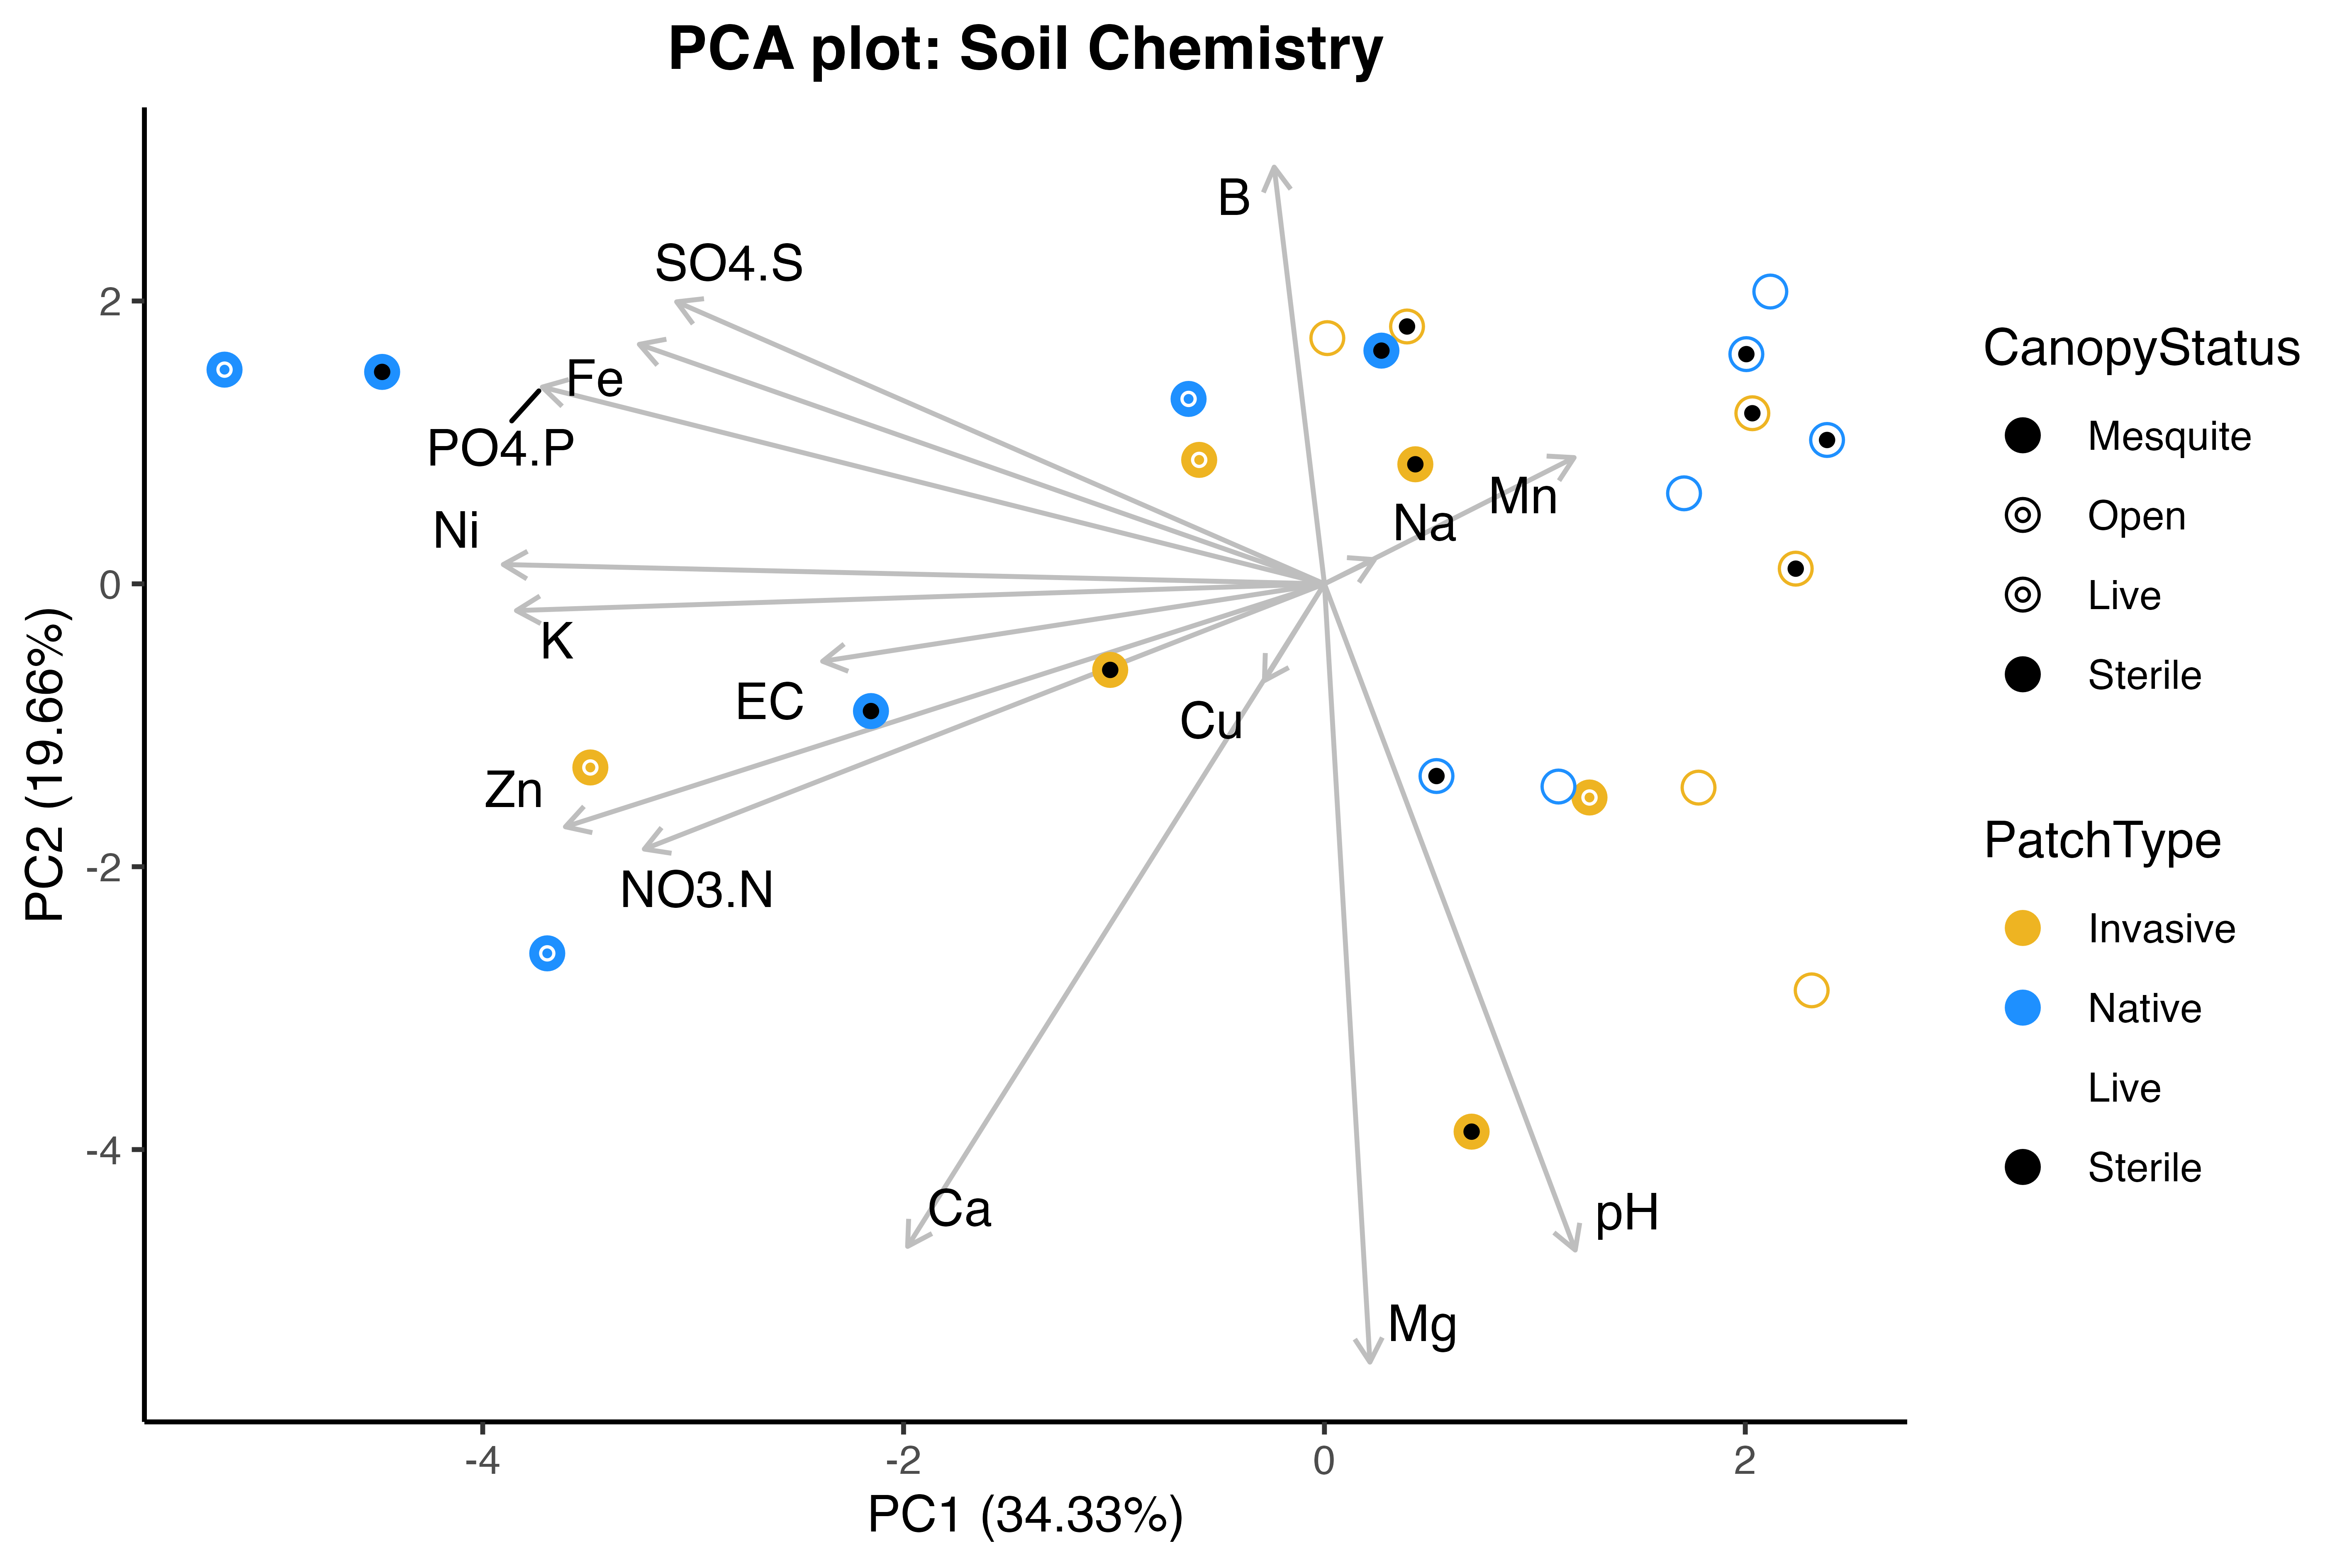 PCA plot: Soil Chemistry
B
SO4.S
Fe
PO4.P
Ni
K
EC
Zn
NO3.N
Na
Mn
Cu
Ca
pH
Mg
2
0
-2
-4
PC2 (19.66%)
-4
-2
0
2
PC1 (34.33%)
CanopyStatus
Mesquite
Open
Live
Sterile
PatchType
Invasive
Native
Live
Sterile